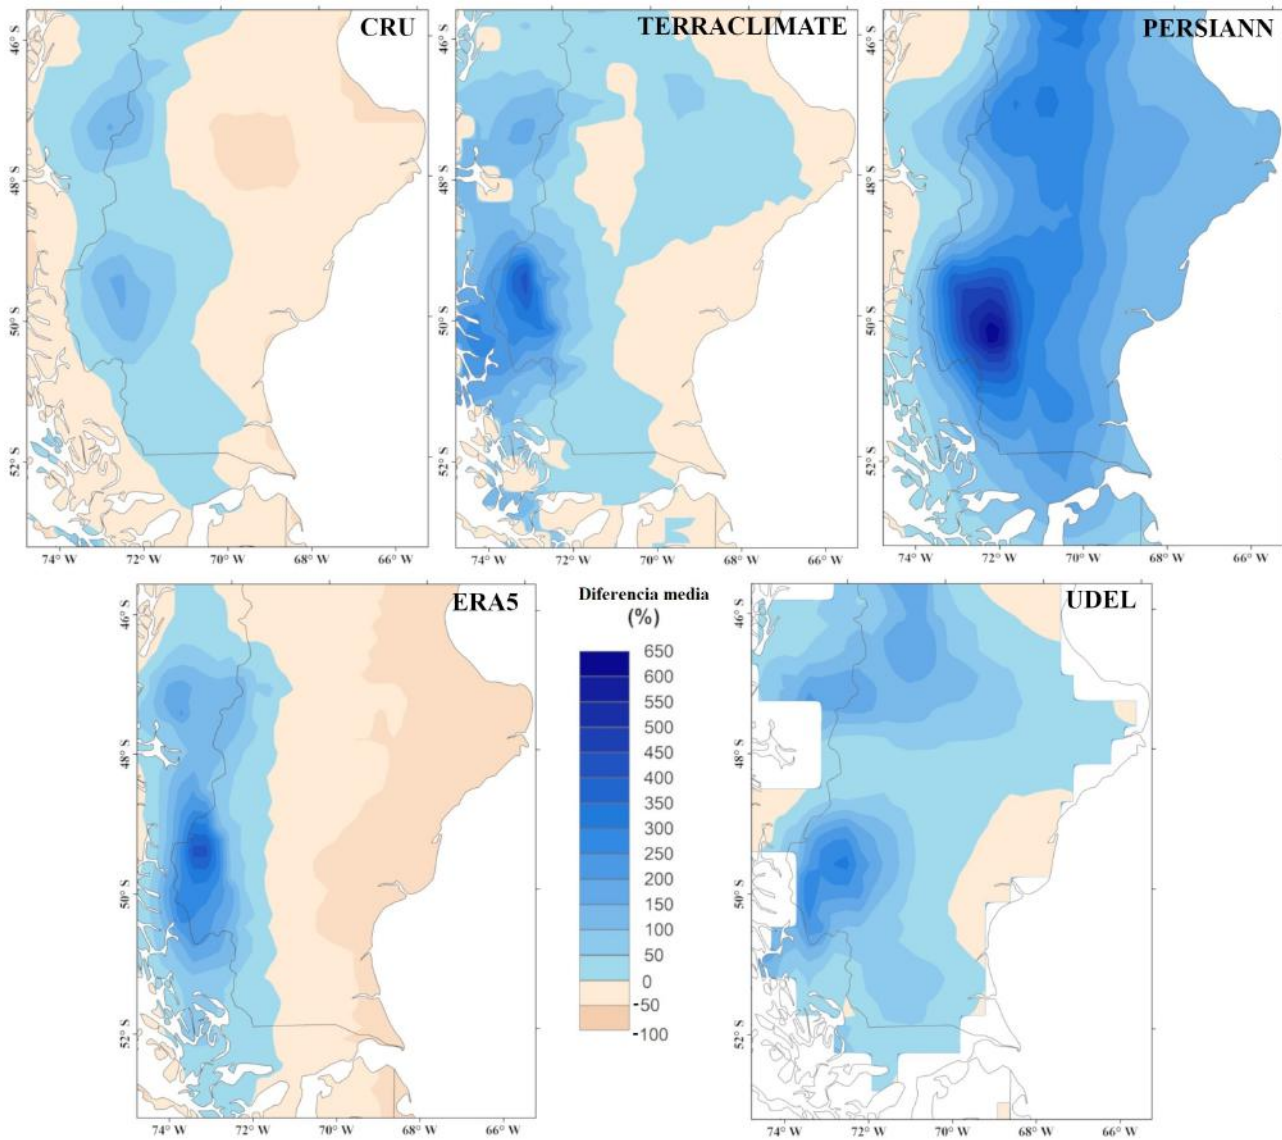 CRU
TERRACLIMATE
PERSIANN
46° S
48° S
50° S
52° S
74° W 72° W 70° W 68° W 66° W
46° S
48° S
50° S
52° S
74° W 72° W 70° W 68° W 66° W
46° S
48° S
50° S
52° S
74° W 72° W 70° W 68° W 66° W
ERA5
46° S
48° S
50° S
52° S
74° W 72° W 70° W 68° W 66° W
Diferencia media
(%)
650
600
550
500
450
400
350
300
250
200
150
100
50
0
-50
-100
UDEL
46° S
48° S
50° S
52° S
74° W 72° W 70° W 68° W 66° W